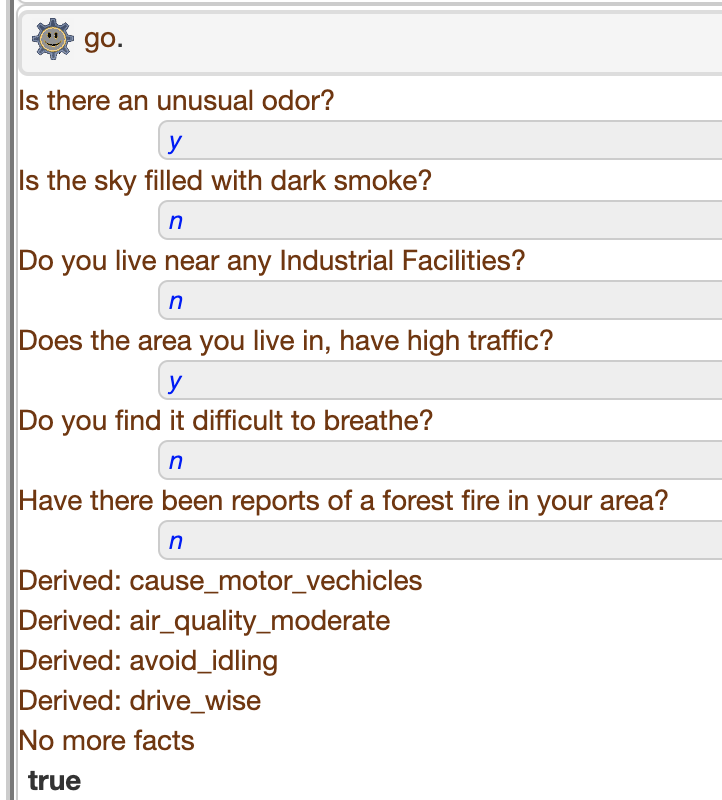 go.
Is there an unusual odor?
y
Is the sky filled with dark smoke?
n
Do you live near any Industrial Facilities?
n
Does the area you live in, have high traffic?
y
Do you find it difficult to breathe?
n
Have there been reports of a forest fire in your area?
n
Derived: cause_motor_vechicles
Derived: air_quality_moderate
Derived: avoid_idling
Derived: drive_wise
No more facts
true